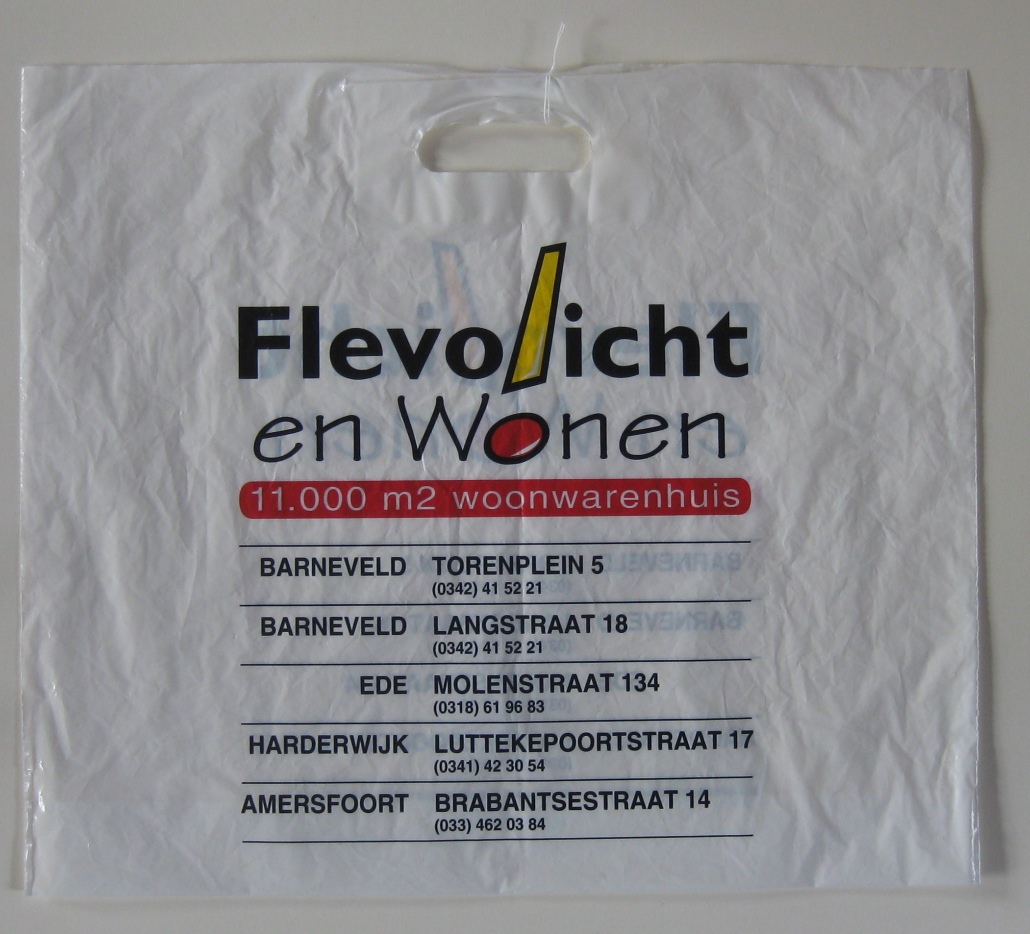 Flevolicht
en Wonen
11.000 m2 woonwarenhuis
BARNEVELD TORENPLEIN 5
(0342) 41 52 21
BARNEVELD LANGSTRAAT 18
(0342) 41 52 21
EDE MOLENSTRAAT 134
(0318) 61 96 83
HARDERWIJK LUTTEKEPOORTSTRAAT 17
(0341) 42 30 54
AMERSFOORT BRABANTSESTRAAT 14
(033) 462 03 84